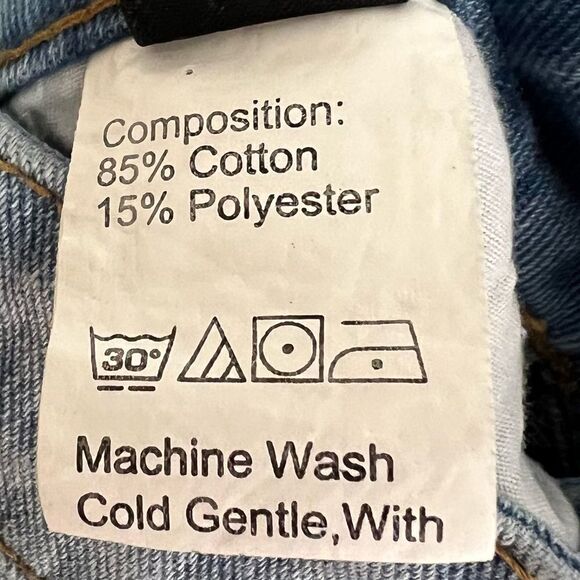 Composition:
85% Cotton
15% Polyester
30°
Machine Wash
Cold Gentle,With